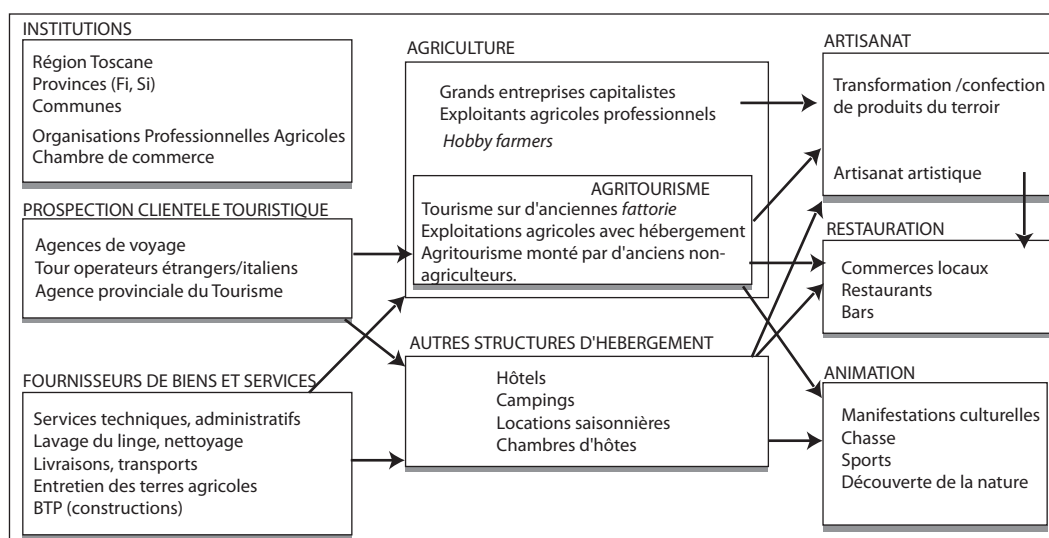 INSTITUTIONS
Région Toscane
Provinces (Fi, Si)
Communes
Organisations Professionnelles Agricoles
Chambre de commerce
PROSPECTION CLIENTELE TOURISTIQUE
Agences de voyage
Tour operateurs étrangers/italiens
Agence provinciale du Tourisme
FOURNISSEURS DE BIENS ET SERVICES
Services techniques, administratifs
Lavage du linge, nettoyage
Livraisons, transports
Entretien des terres agricoles
BTP (constructions)
AGRICULTURE
Grands entreprises capitalistes
Exploitants agricoles professionnels
Hobby farmers
AGRITOURISME
Tourisme sur d'anciennes fattorie
Exploitations agricoles avec hébergement
Agritourisme monté par d'anciens non-
agriculteurs.
AUTRES STRUCTURES D'HEBERGEMENT
Hôtels
Campings
Locations saisonnières
Chambres d'hôtes
ARTISANAT
Transformation /confection
de produits du terroir
Artisanat artistique
RESTAURATION
Commerces locaux
Restaurants
Bars
ANIMATION
Manifestations culturelles
Chasse
Sports
Découverte de la nature